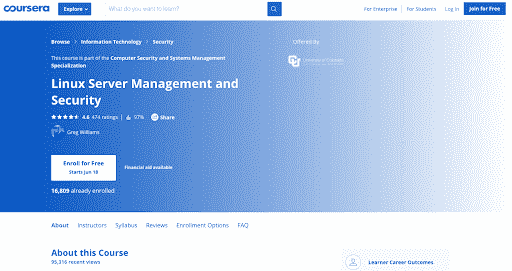 coursera
Explore
What do you want to learn?
For Enterprise
For Students
Log In
Join for Free
Browse > Information Technology > Security
Offered By
This course is part of the Computer Security and Systems Management
Specialization
Linux Server Management and
Security
4.6 474 ratings | 97% Share
Greg Williams
Enroll for Free
Starts Jun 18
Financial aid available
16,809 already enrolled
About Instructors Syllabus Reviews Enrollment Options FAQ
About this Course
95,316 recent views
Learner Career Outcomes